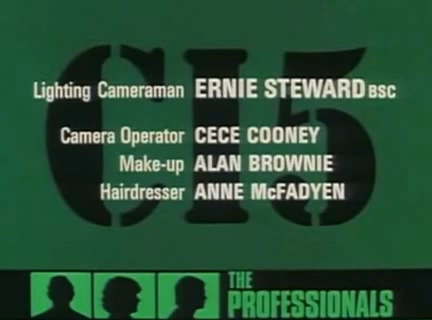 CI5
Lighting Cameraman ERNIE STEWARD BSC
Camera Operator CECE COONEY
Make-up ALAN BROWNIE
Hairdresser ANNE McFADYEN
THE
PROFESSIONALS